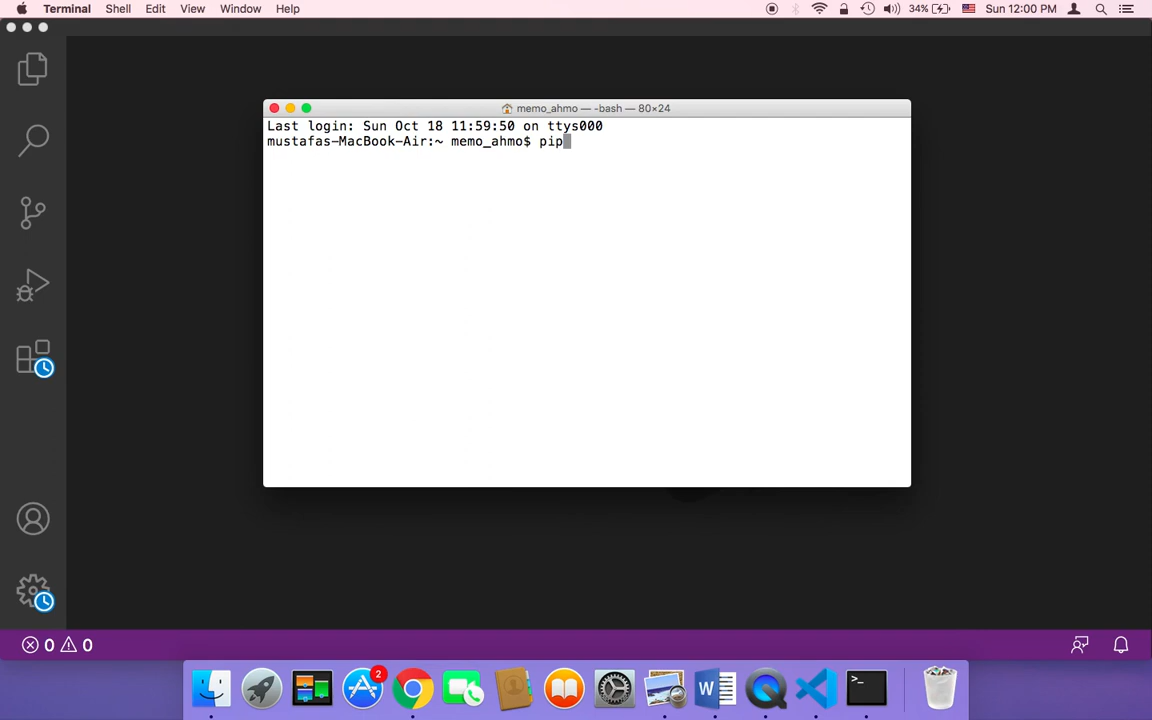 Terminal Shell Edit View Window Help 34% Sun 12:00 PM
memo_ahmo — -bash — 80×24
Last login: Sun Oct 18 11:59:50 on ttys000
mustafas-MacBook-Air:~ memo_ahmo$ pip
0 0
2
W
>_